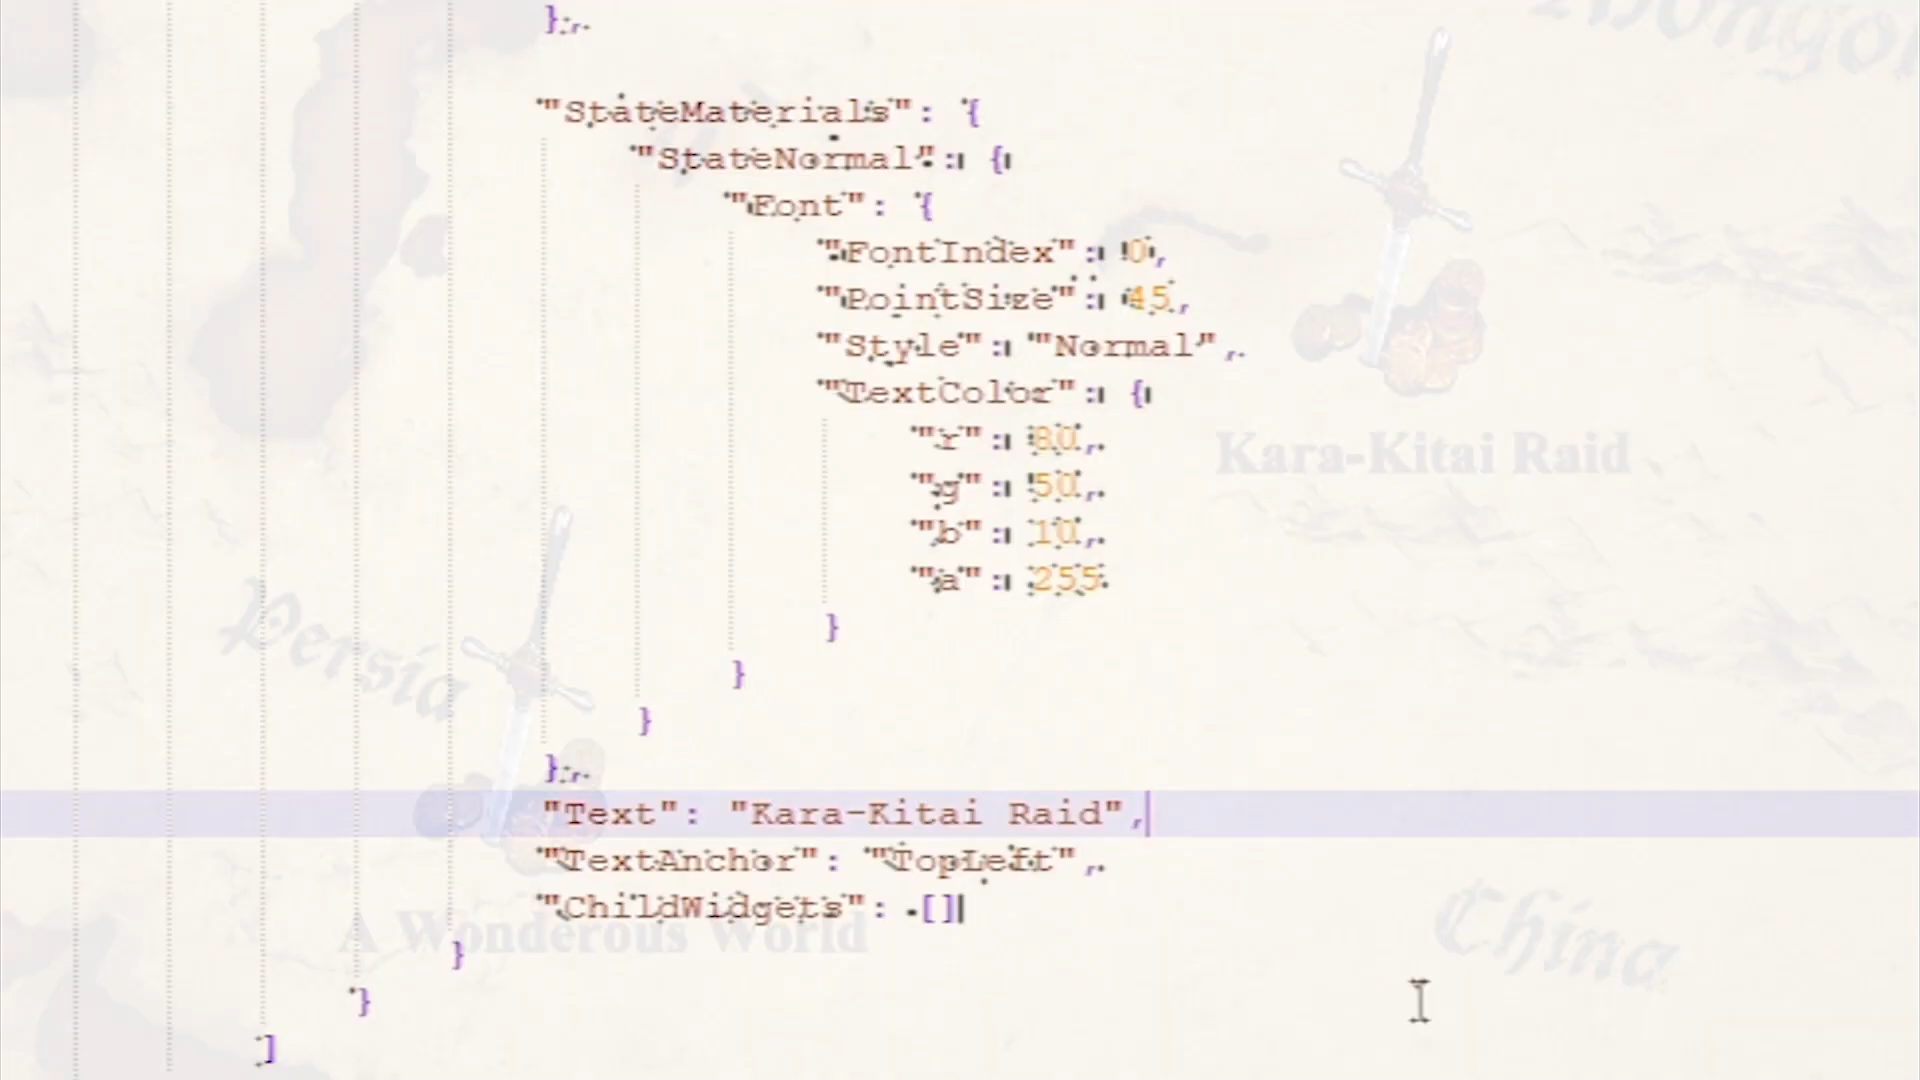 },
"StateMaterials": {
"StateNormal": {
"Font": {
"FontIndex": 0,
"PointSize": 45,
"Style": "Normal",
"TextColor": {
"r": 80,
"g": 50,
"b": 10,
"a": 255
}
}
}
},
"Text": "Kara-Kitai Raid",
"TextAnchor": "TopLeft",
"ChildWidgets": []
}
}
]
Kara-Kitai Raid
Persia
A Wonderous World
China